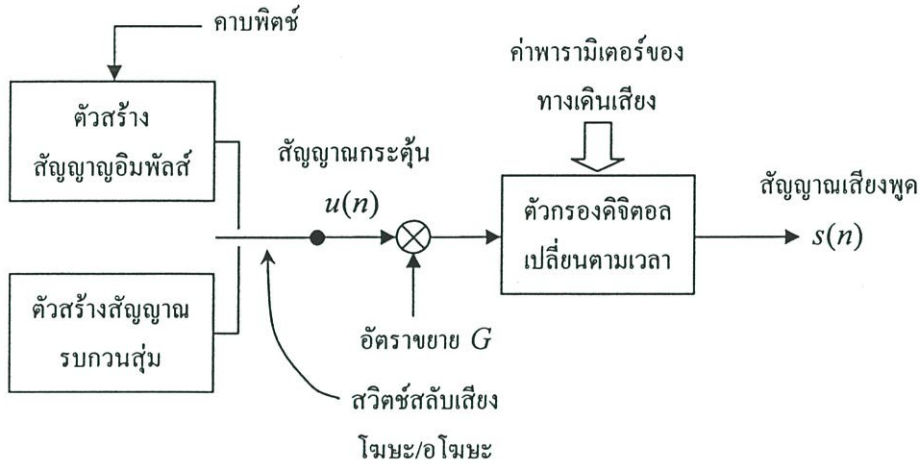 คาบพิตช์
ตัวสร้าง
สัญญาญอิมพัลส์
สัญญาณกระตุ้น
u(n)
ค่าพารามิเตอร์ของ
ทางเดินเสียง
ตัวกรองดิจิตอล
เปลี่ยนตามเวลา
สัญญาณเสียงพูด
s(n)
ตัวสร้างสัญญาณ
รบกวนสุ่ม
อัตราขยาย G
สวิตช์สลับเสียง
โฆษะ/อโฆษะ